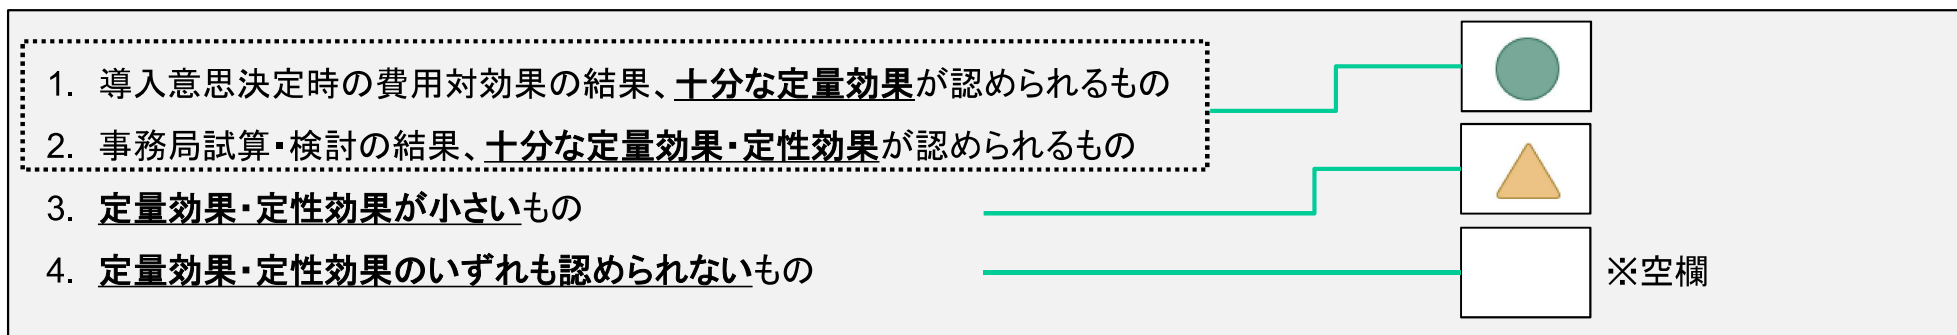 1. 導入意思決定時の費用対効果の結果、十分な定量効果が認められるもの
2. 事務局試算・検討の結果、十分な定量効果・定性効果が認められるもの
3. 定量効果・定性効果が小さいもの
4. 定量効果・定性効果のいずれも認められないもの
※空欄